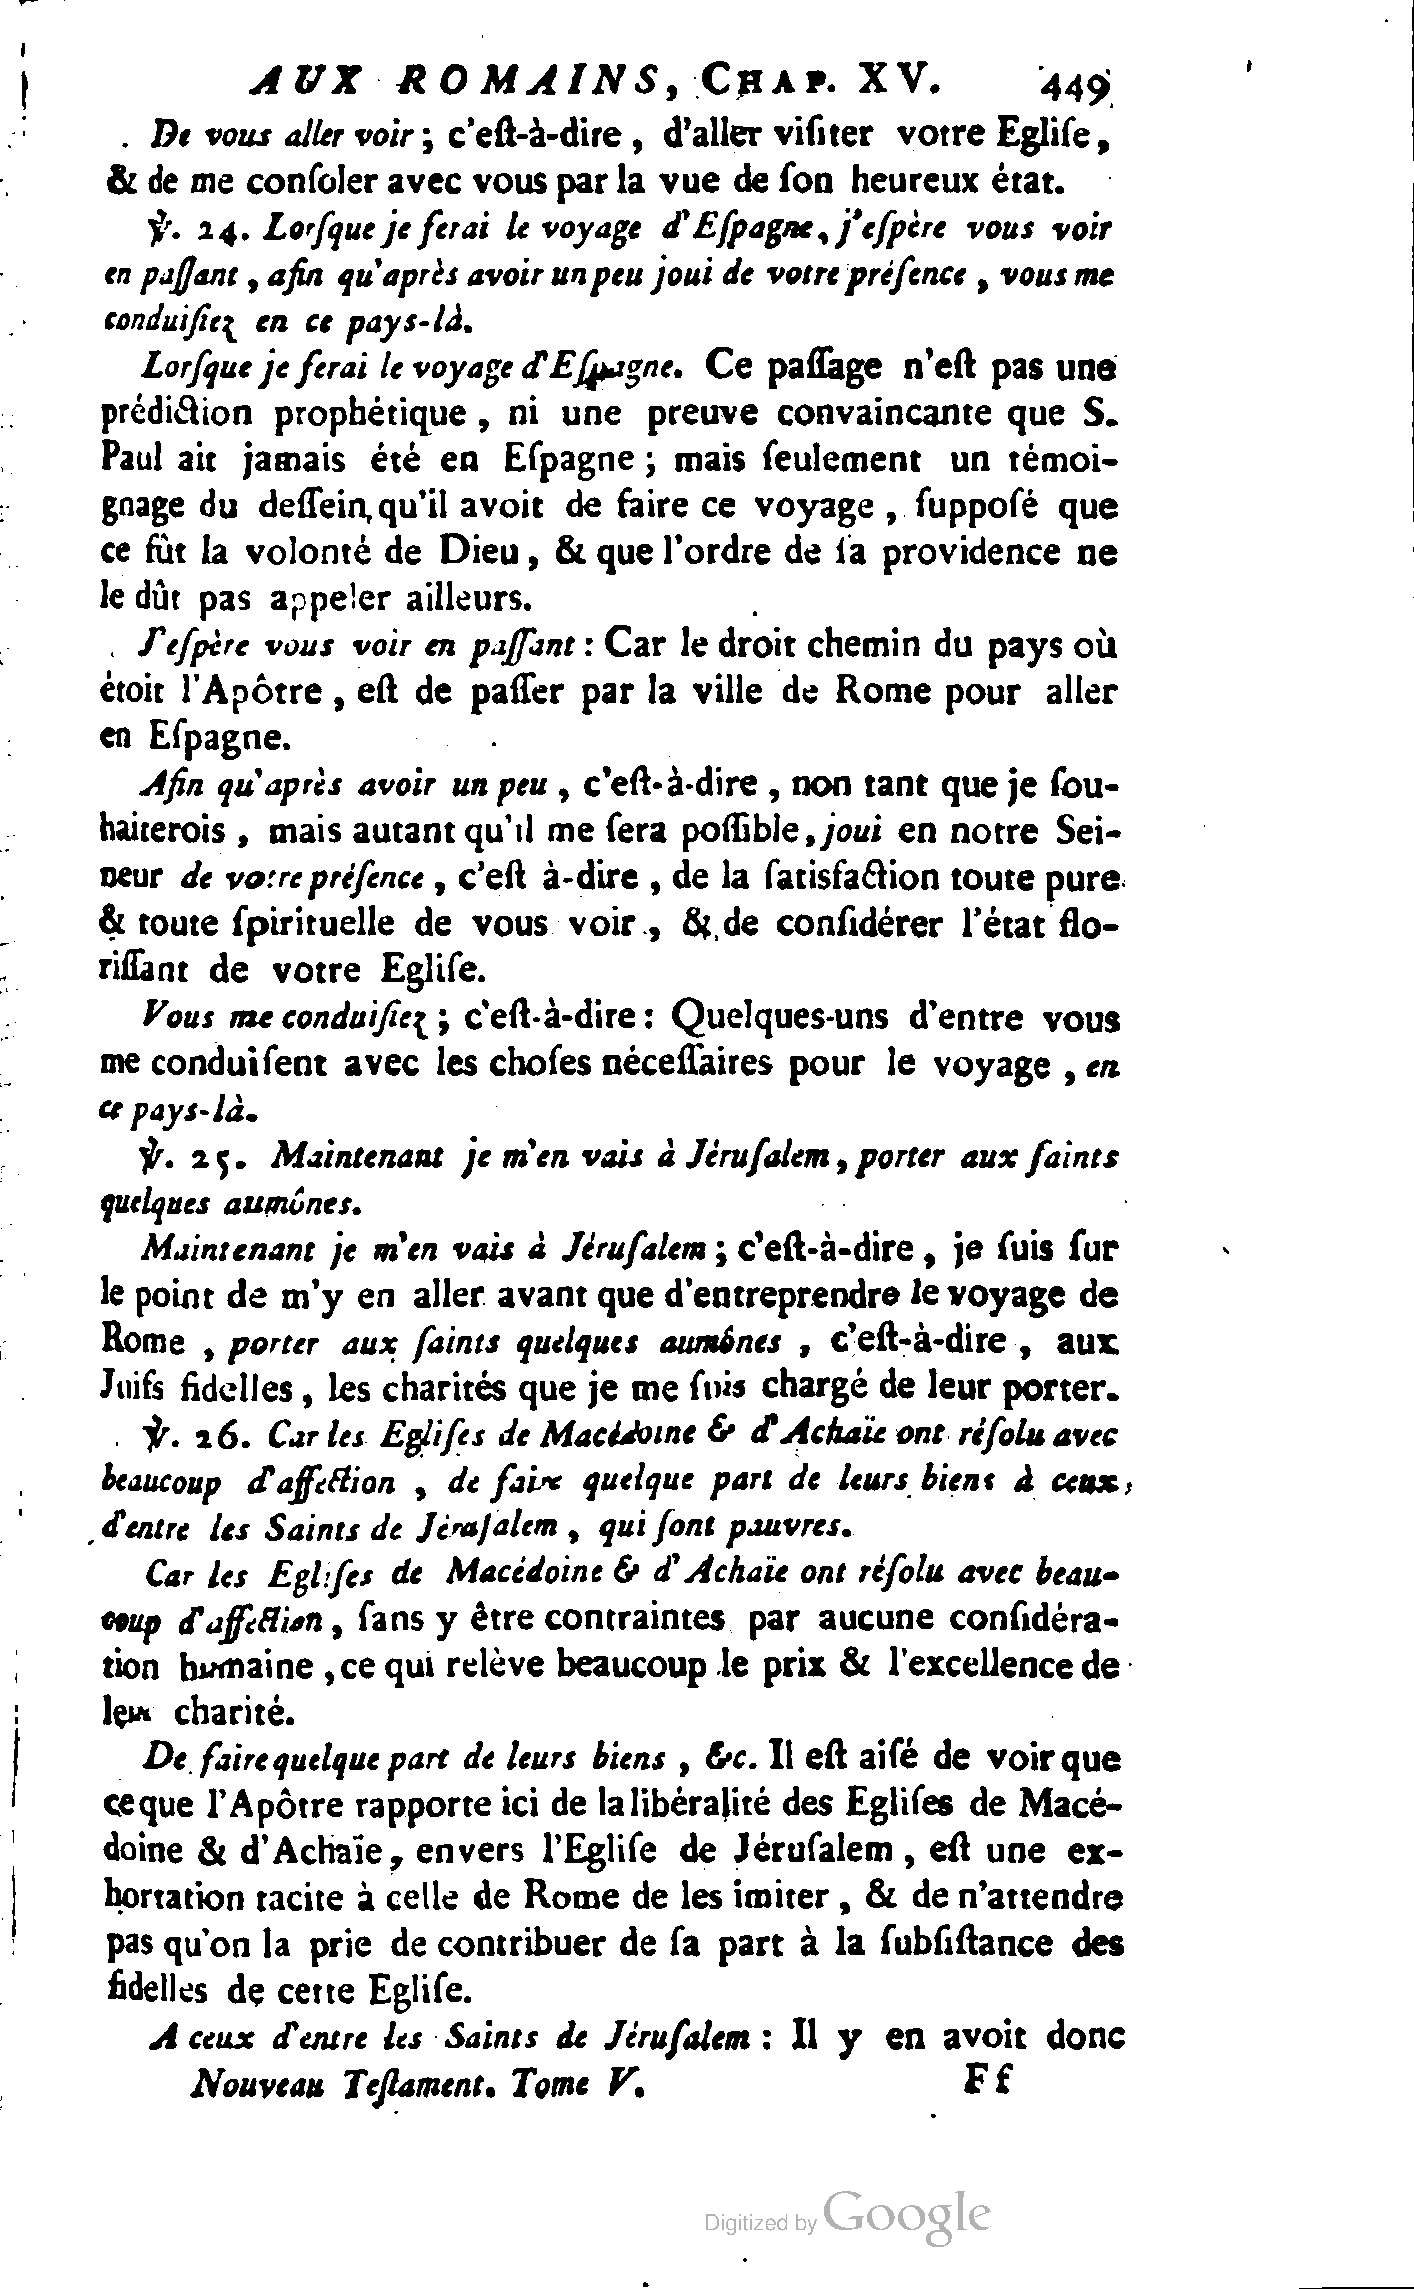 AUX ROMAINS, CHAP. XV. 449
De vous aller voir ; c'eſt-à-dire , d'aller viſiter votre Egliſe,
& de me conſoler avec vous par la vue de ſon heureux état.
℣. 24. Lorſque je ferai le voyage d'Eſpagne, j'eſpère vous voir
en paſſant , afin qu'après avoir un peu joui de votre préſence , vous me
conduiſiez en ce pays-là.
Lorſque je ferai le voyage d'Eſpagne. Ce paſſage n'eſt pas une
prédiction prophétique , ni une preuve convaincante que S.
Paul ait jamais été en Eſpagne ; mais ſeulement un témoi-
gnage du deſſein qu'il avoit de faire ce voyage , ſuppoſé que
ce fût la volonté de Dieu, & que l'ordre de ſa providence ne
le dût pas appeler ailleurs.
J'eſpère vous voir en paſſant : Car le droit chemin du pays où
étoit l'Apôtre , eſt de paſſer par la ville de Rome pour aller
en Eſpagne.
Afin qu'après avoir un peu , c'eſt-à-dire , non tant que je ſou-
haiterois , mais autant qu'il me ſera poſſible, joui en notre Sei-
neur de votre préſence , c'eſt à-dire , de la ſatisfaction toute pure
& toute ſpirituelle de vous voir , & de conſidérer l'état flo-
riſſant de votre Egliſe.
Vous me conduiſiez ; c'eſt-à-dire : Quelques-uns d'entre vous
me conduiſent avec les choſes néceſſaires pour le voyage , en
ce pays-là.
℣. 25. Maintenant je m'en vais à Jéruſalem, porter aux ſaints
quelques aumônes.
Maintenant je m'en vais à Jéruſalem ; c'eſt-à-dire , je ſuis ſur
le point de m'y en aller avant que d'entreprendre le voyage de
Rome , porter aux ſaints quelques aumônes , c'eſt-à-dire , aux
Juifs fidelles, les charités que je me ſuis chargé de leur porter.
℣. 26. Car les Egliſes de Macédoine & d'Achaïe ont réſolu avec
beaucoup d'affection , de faire quelque part de leurs biens à ceux,
d'entre les Saints de Jéruſalem , qui ſont pauvres.
Car les Egliſes de Macédoine & d'Achaïe ont réſolu avec beau-
coup d'affection, ſans y être contraintes par aucune conſidéra-
tion humaine , ce qui relève beaucoup le prix & l'excellence de
leur charité.
De faire quelque part de leurs biens , &c. Il eſt aiſé de voir que
ce que l'Apôtre rapporte ici de la libéralité des Egliſes de Macé-
doine & d'Achaïe, envers l'Egliſe de Jéruſalem , eſt une ex-
hortation tacite à celle de Rome de les imiter , & de n'attendre
pas qu'on la prie de contribuer de ſa part à la ſubſiſtance des
fidelles de cette Egliſe.
A ceux d'entre les Saints de Jéruſalem : Il y en avoit donc
Nouveau Teſtament. Tome V. Ff
Digitized by Google